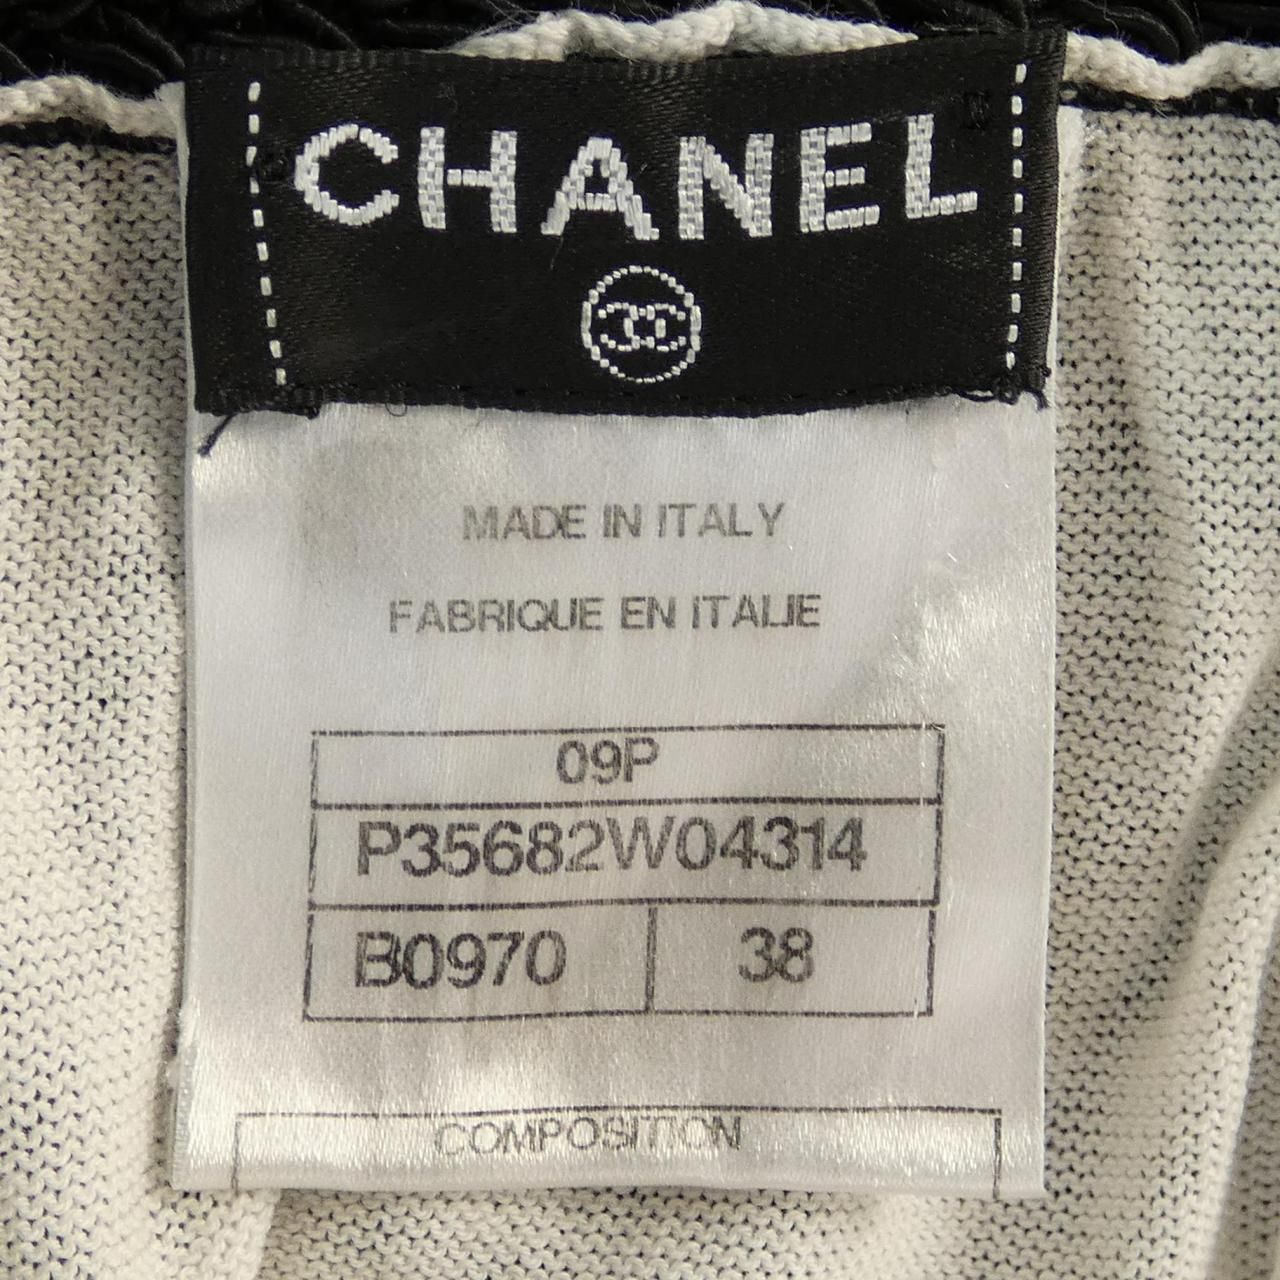 CHANEL
MADE IN ITALY
FABRIQUE EN ITALIE
09P
P35682W04314
B0970 38
COMPOSITION